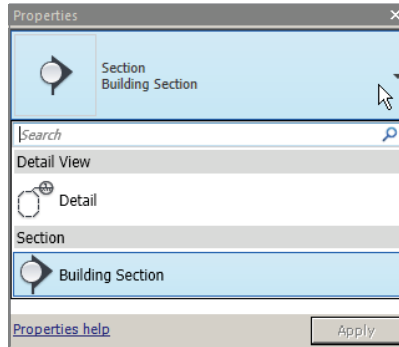 Properties
Section
Building Section
Search
Detail View
Detail
Section
Building Section
Properties help
Apply